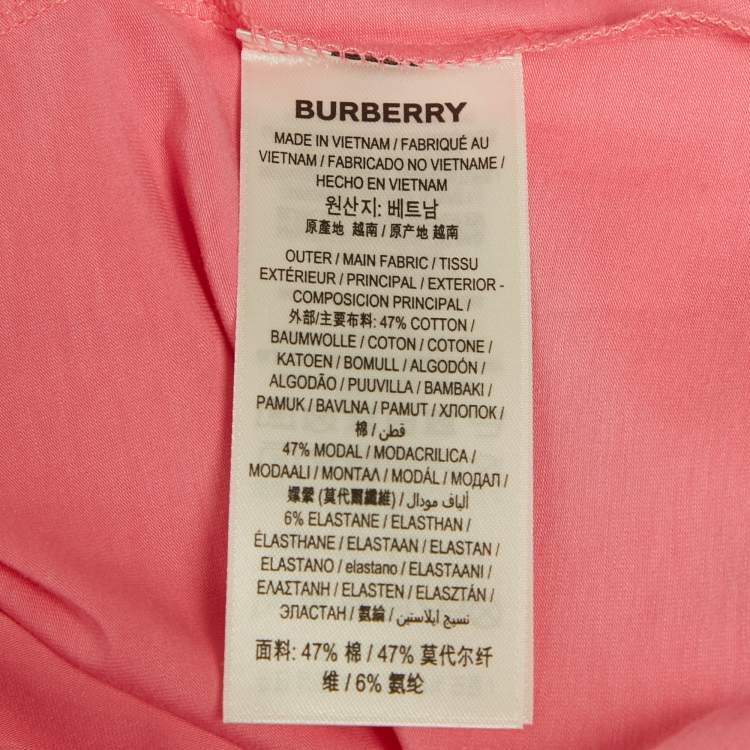 BURBERRY
MADE IN VIETNAM / FABRIQUÉ AU
VIETNAM / FABRICADO NO VIETNAME /
HECHO EN VIETNAM
원산지: 베트남
原產地 越南 / 原产地 越南
OUTER / MAIN FABRIC / TISSU
EXTÉRIEUR / PRINCIPAL / EXTERIOR -
COMPOSICION PRINCIPAL /
外部/主要布料: 47% COTTON /
BAUMWOLLE / COTON / COTONE /
KATOEN / BOMULL / ALGODÓN /
ALGODÃO / PUUVILLA / ΒΑΜΒΑΚΙ /
PAMUK / BAVLNA / PAMUT / ХЛОПОК /
棉 / قطن /
47% MODAL / MODACRILICA /
MODAALI / ΜΟΝΤΑΛ / MODÁL / МОДАЛ /
嫘縈 (莫代爾纖維) / ألياف مودال /
6% ELASTANE / ELASTHAN /
ÉLASTHANE / ELASTAAN / ELASTAN /
ELASTANO / elastano / ELASTAANI /
ΕΛΑΣΤΑΝΗ / ELASTEN / ELASZTÁN /
ЭЛАСТАН / 氨綸 / نسيج إيلاستين
面料: 47% 棉 / 47% 莫代尔纤
维 / 6% 氨纶